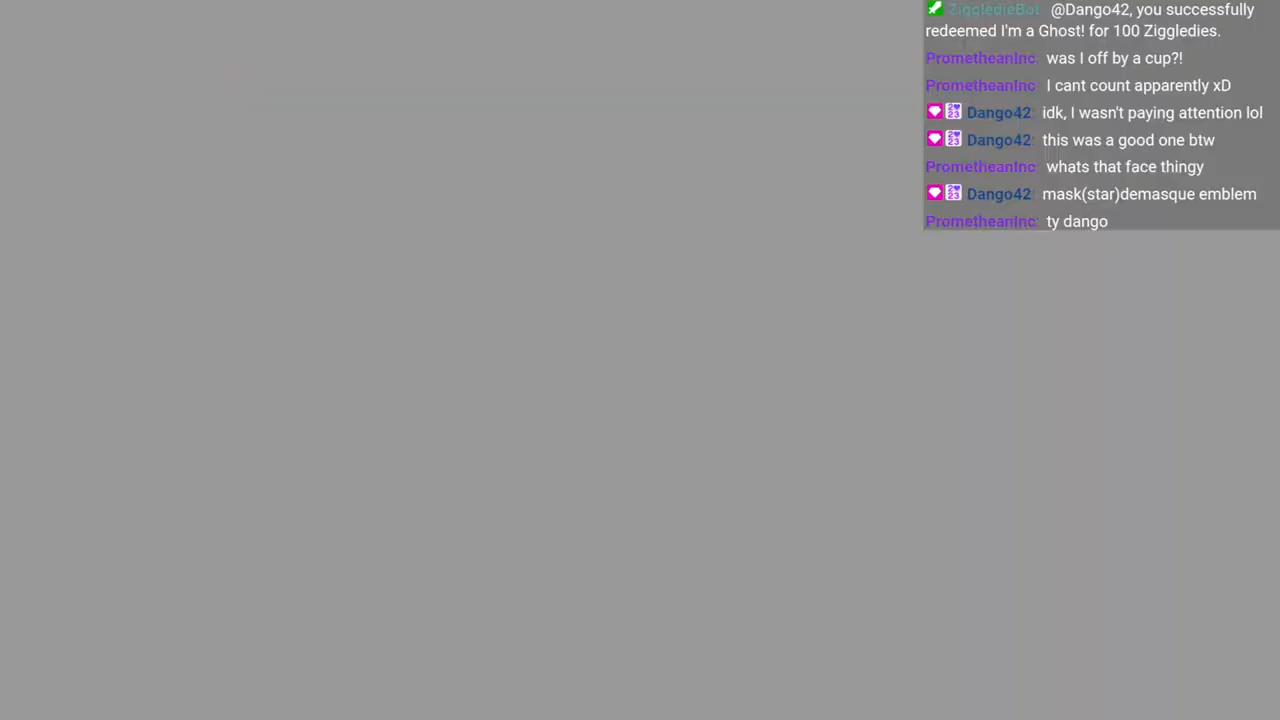 ZiggledieBot: @Dango42, you successfully
redeemed I'm a Ghost! for 100 Ziggledies.
PrometheanInc: was I off by a cup?!
PrometheanInc: I cant count apparently xD
Dango42: idk, I wasn't paying attention lol
Dango42: this was a good one btw
PrometheanInc: whats that face thingy
Dango42: mask(star)demasque emblem
PrometheanInc: ty dango